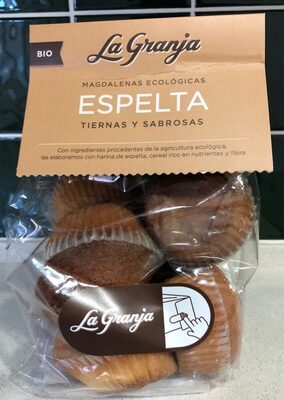 BIO
La Granja
MAGDALENAS ECOLÓGICAS
ESPELTA
TIERNAS Y SABROSAS
Con ingredientes procedentes de la agricultura ecológica,
las elaboramos con harina de espelta, cereal rico en nutrientes y fibra
La Granja